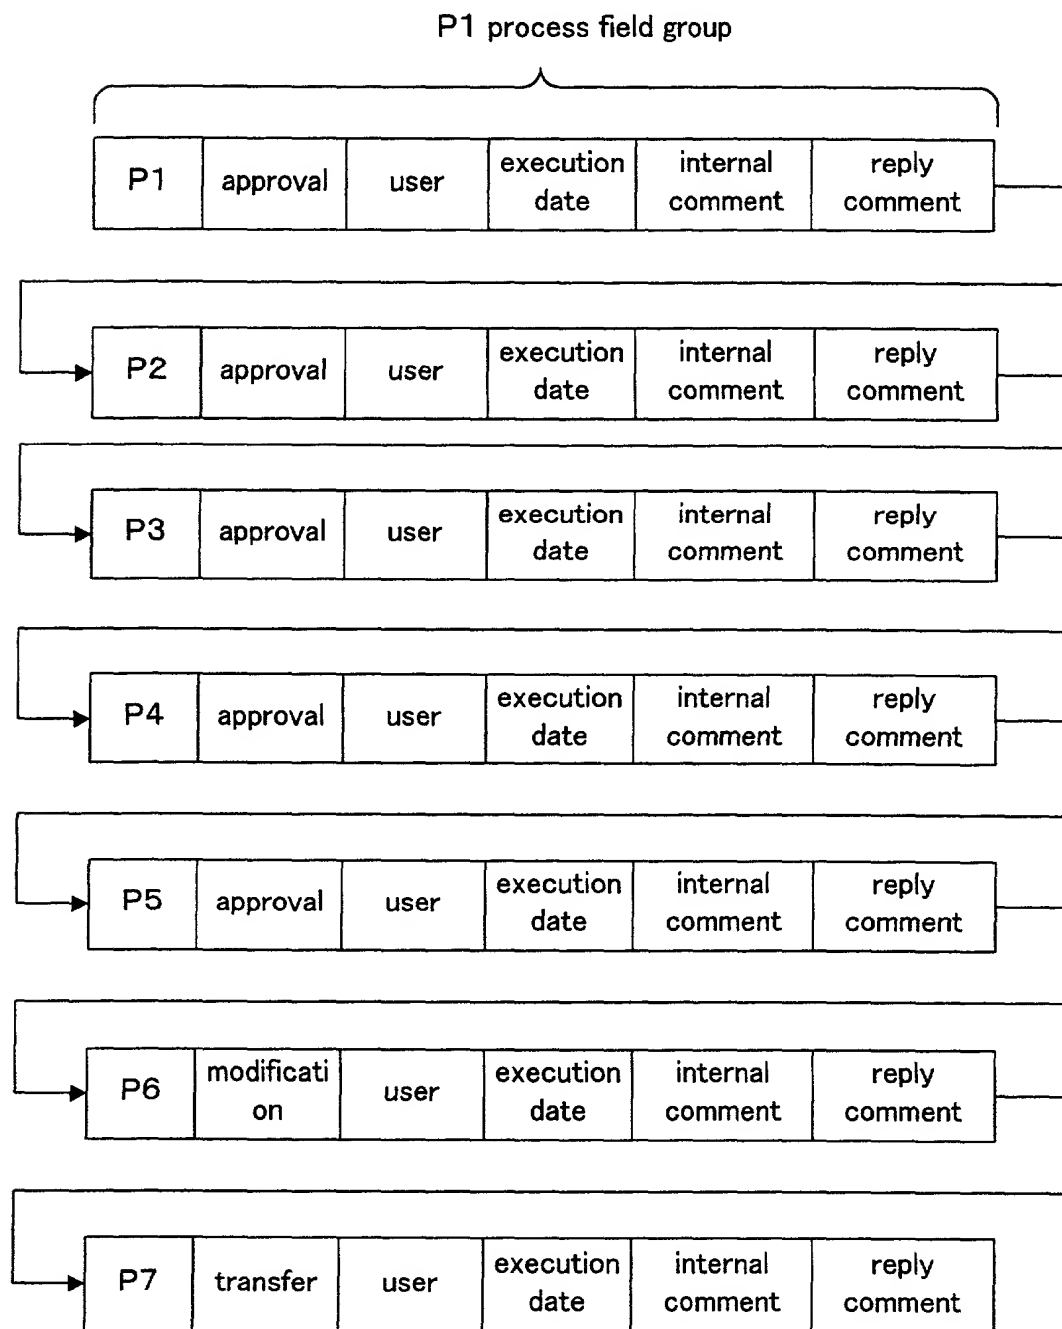 P1 process field group
P1 approval user execution date internal comment reply comment
P2 approval user execution date internal comment reply comment
P3 approval user execution date internal comment reply comment
P4 approval user execution date internal comment reply comment
P5 approval user execution date internal comment reply comment
P6 modificati on user execution date internal comment reply comment
P7 transfer user execution date internal comment reply comment